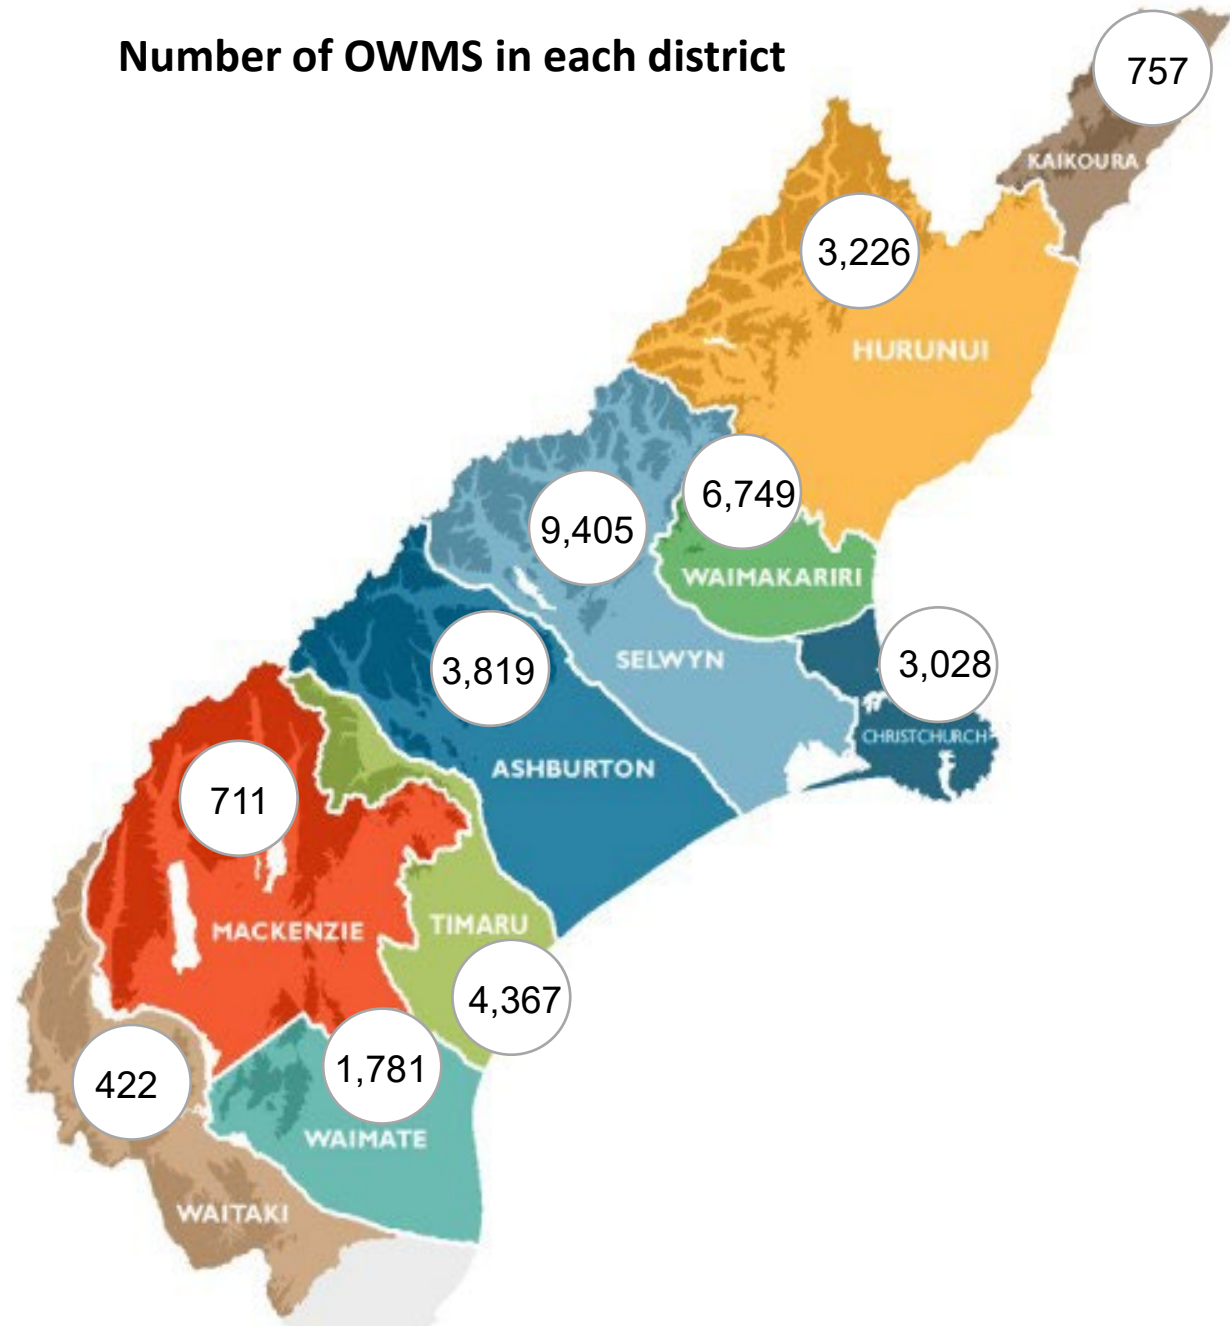 Number of OWMS in each district
757
KAIKOURA
3,226
HURUNUI
6,749
9,405
WAIMAKARIRI
SELWYN
3,028
3,819
CHRISTCHURCH
ASHBURTON
711
TIMARU
MACKENZIE
4,367
1,781
422
WAIMATE
WAITAKI